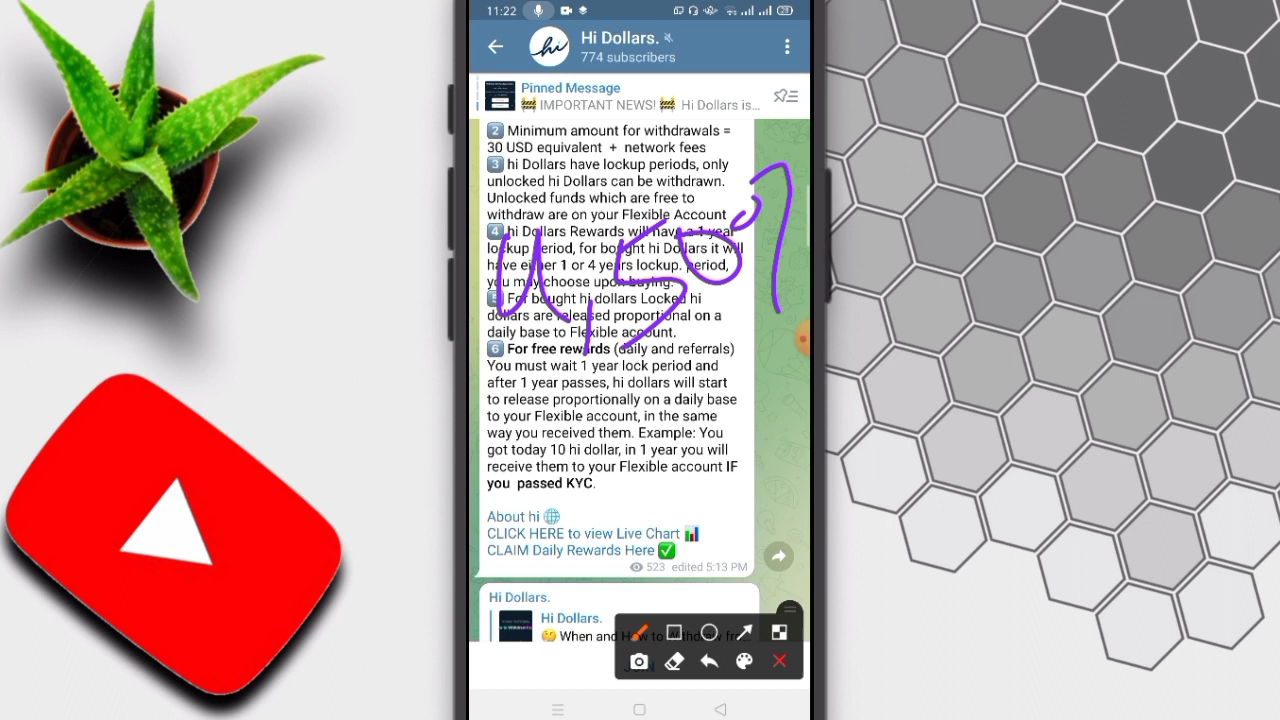 11:22
28
hi
Hi Dollars.
774 subscribers
Pinned Message
🚧 IMPORTANT NEWS! 🚧 Hi Dollars is...
2 Minimum amount for withdrawals =
30 USD equivalent + network fees
3 hi Dollars have lockup periods, only
unlocked hi Dollars can be withdrawn.
Unlocked funds which are free to
withdraw are on your Flexible Account
4 hi Dollars Rewards will have a 1 year
lockup period, for bought hi Dollars it will
have either 1 or 4 years lockup. period,
you may choose upon buying.
5 For bought hi dollars Locked hi
dollars are released proportional on a
daily base to Flexible account.
6 For free rewards (daily and referrals)
You must wait 1 year lock period and
after 1 year passes, hi dollars will start
to release proportionally on a daily base
to your Flexible account, in the same
way you received them. Example: You
got today 10 hi dollar, in 1 year you will
receive them to your Flexible account IF
you passed KYC.
About hi 🌐
CLICK HERE to view Live Chart 📊
CLAIM Daily Rewards Here ✅
523 edited 5:13 PM
Hi Dollars.
Hi Dollars.
🤔 When and How to Withdraw